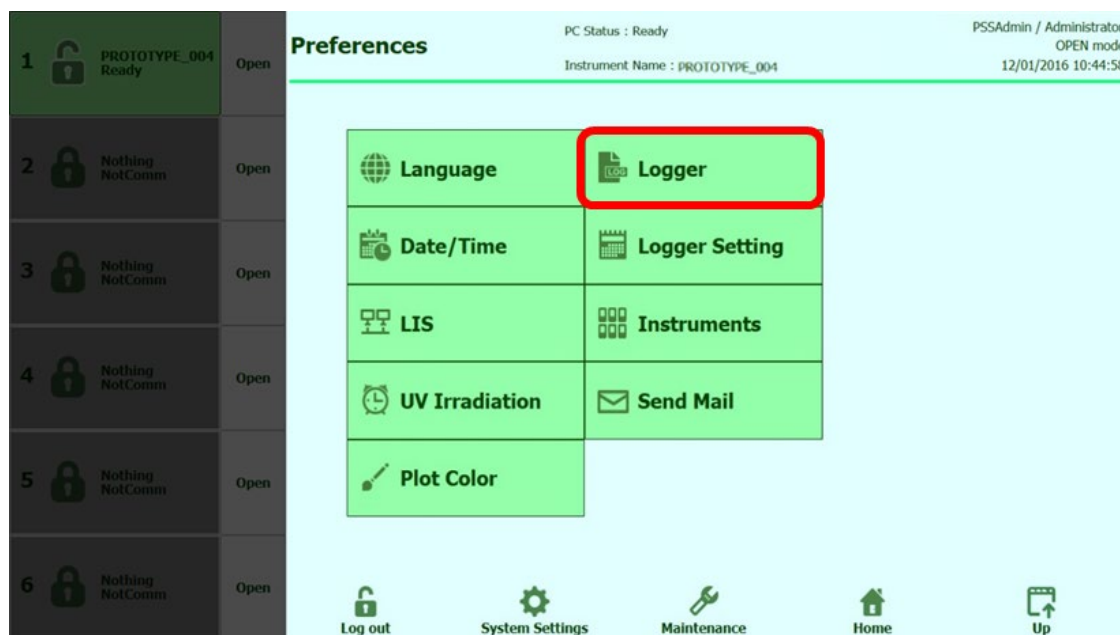 1
PROTOTYPE_004
Ready
Open
2
Nothing
NotComm
Open
3
Nothing
NotComm
Open
4
Nothing
NotComm
Open
5
Nothing
NotComm
Open
6
Nothing
NotComm
Open
Preferences
PC Status : Ready
Instrument Name : PROTOTYPE_004
PSSAdmin / Administrator
OPEN mode
12/01/2016 10:44:58
Language
LOG
Logger
Date/Time
Logger Setting
LIS
Instruments
UV Irradiation
Send Mail
Plot Color
Log out
System Settings
Maintenance
Home
Up